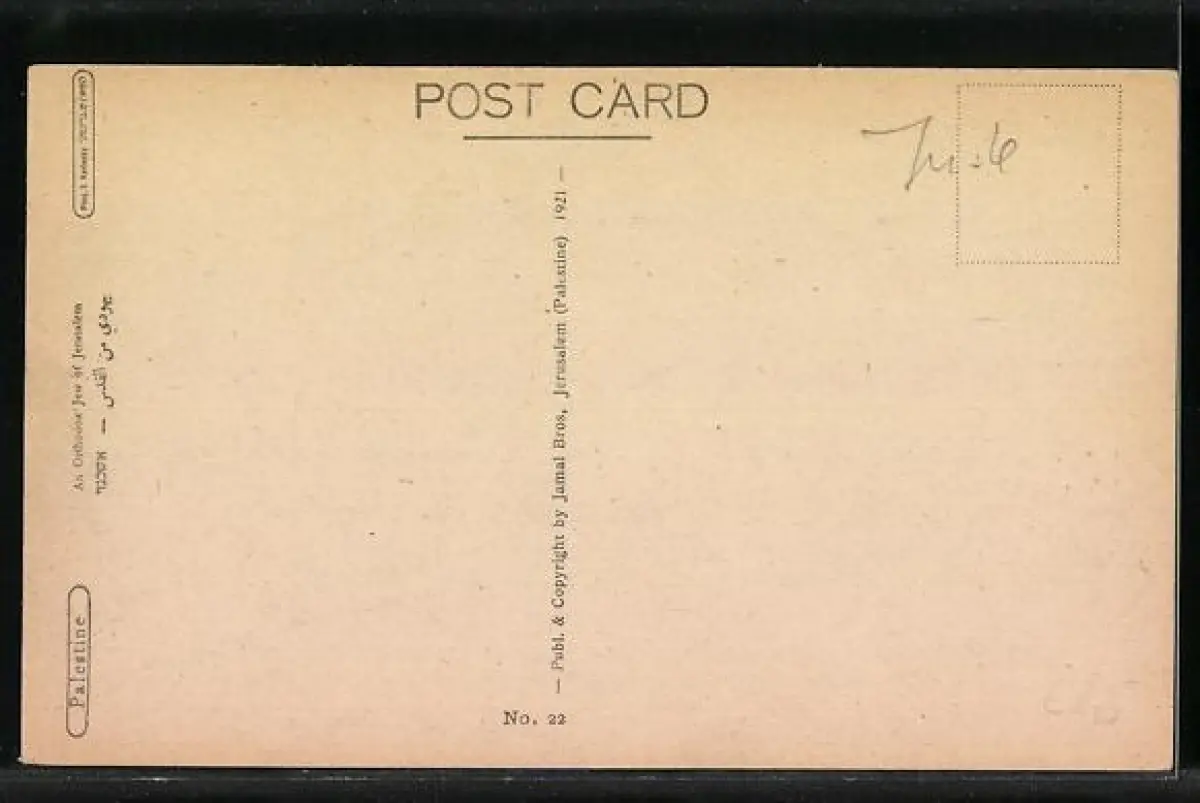 POST CARD
An Orthodox Jew of Jerusalem
يهودي من القدس — אשכנזי
Palestine
— Publ. & Copyright by Jamal Bros, Jerusalem (Palestine) 1921 —
No. 22